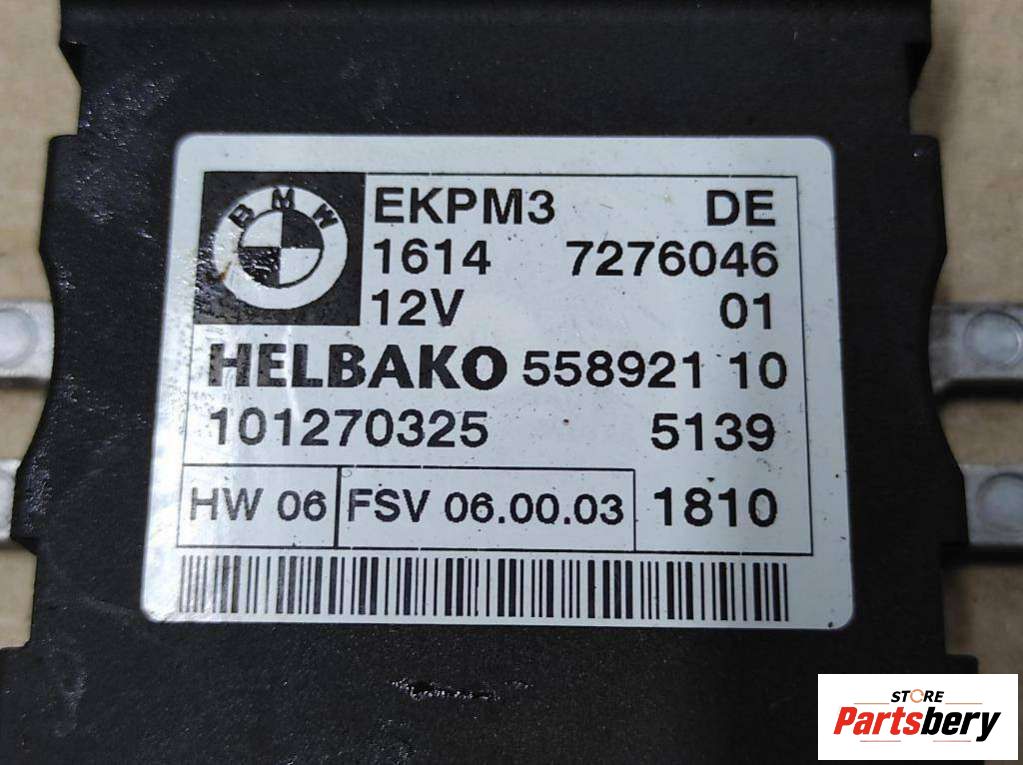 BMW
EKPM3 DE
1614 7276046
12V 01
HELBAKO 558921 10
101270325 5139
HW 06 FSV 06.00.03 1810
STORE
Partsbery